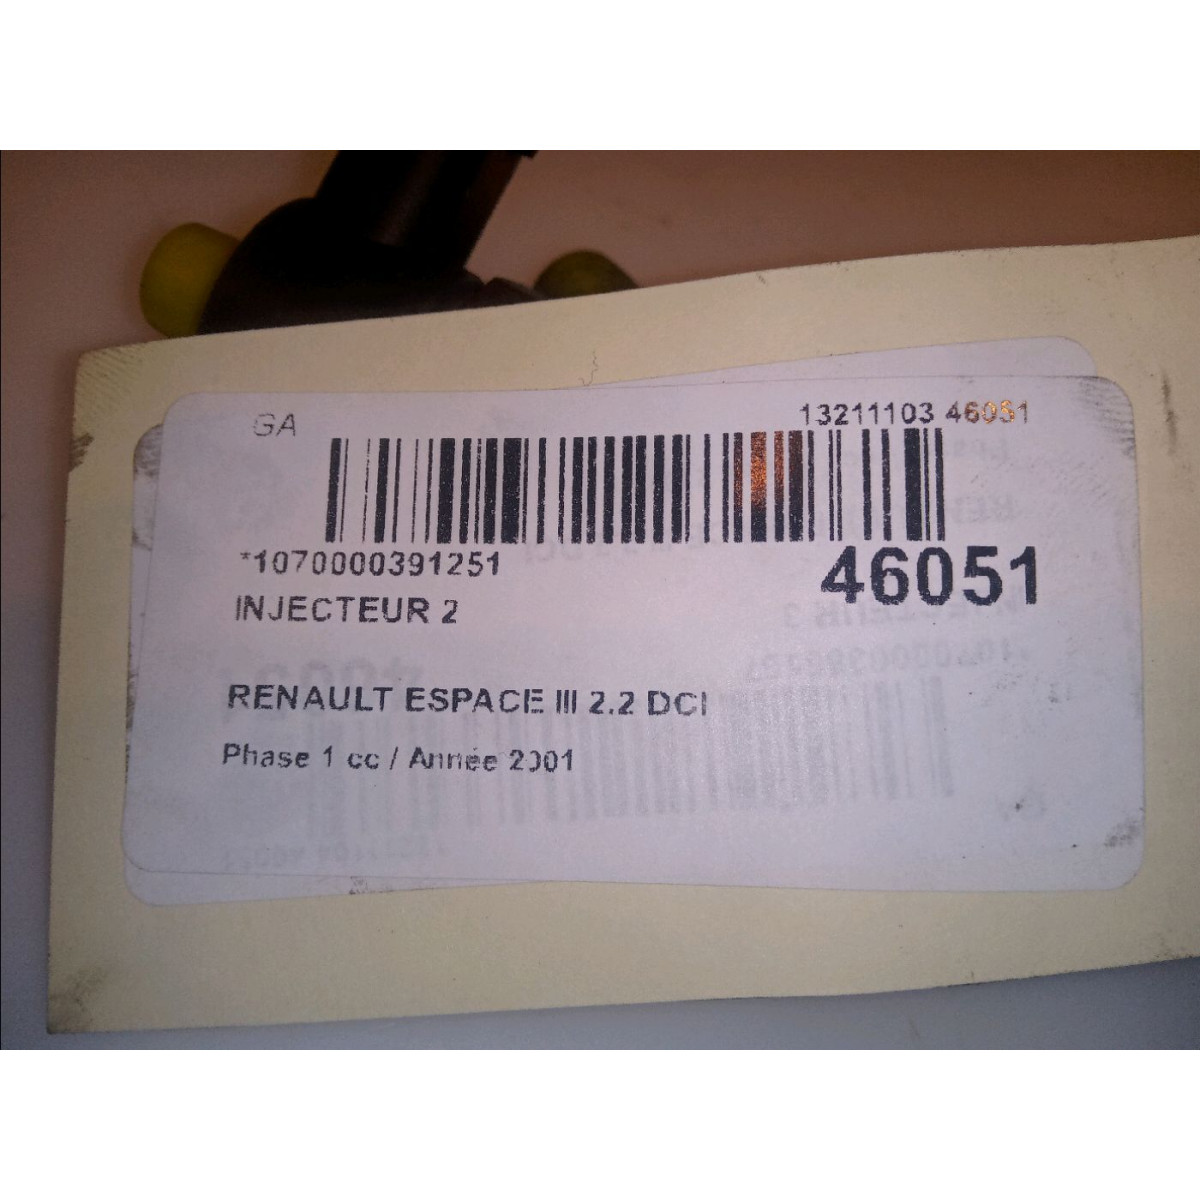 GA 13211103 46051
*1070000391251 46051
INJECTEUR 2
RENAULT ESPACE III 2.2 DCI
Phase 1 cc / Année 2001